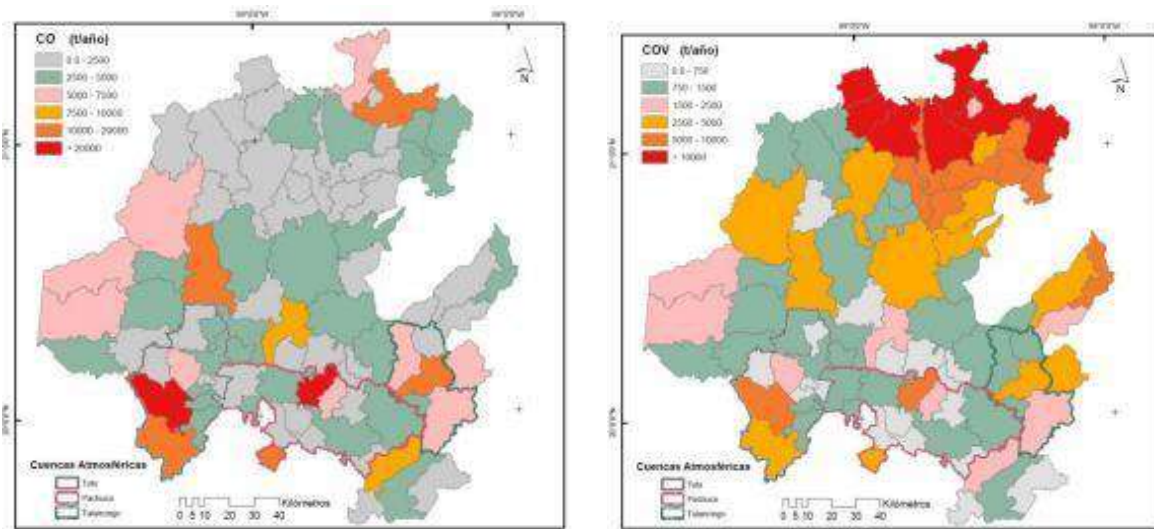 CO (t/año)
0.0 - 2500
2500 - 5000
5000 - 7500
7500 - 10000
10000 - 20000
> 20000
N
Cuencas Atmosféricas
Tula
Pachuca
Tulancingo
Kilómetros
0 5 10 20 30 40
COV (t/año)
0.0 - 750
750 - 1500
1500 - 2500
2500 - 5000
5000 - 10000
> 10000
N
Cuencas Atmosféricas
Tula
Pachuca
Tulancingo
Kilómetros
0 5 10 20 30 40